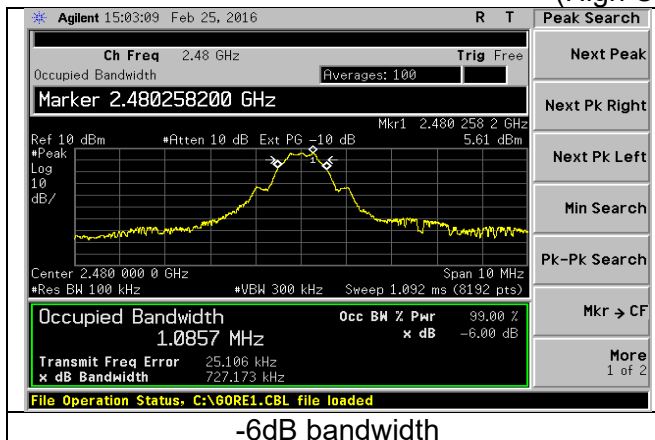 (High C
Agilent 15:03:09 Feb 25, 2016 R T Peak Search
Ch Freq 2.48 GHz Trig Free
Occupied Bandwidth Averages: 100
Marker 2.480258200 GHz
Mkr1 2.480 258 2 GHz
Ref 10 dBm #Atten 10 dB Ext PG -10 dB 5.61 dBm
#Peak
Log
10
dB/
1
Center 2.480 000 0 GHz Span 10 MHz
#Res BW 100 kHz #VBW 300 kHz Sweep 1.092 ms (8192 pts)
Occupied Bandwidth Occ BW % Pwr 99.00 %
1.0857 MHz x dB -6.00 dB
Transmit Freq Error 25.106 kHz
x dB Bandwidth 727.173 kHz
File Operation Status, C:\GORE1.CBL file loaded
Next Peak
Next Pk Right
Next Pk Left
Min Search
Pk-Pk Search
Mkr → CF
More
1 of 2
-6dB bandwidth